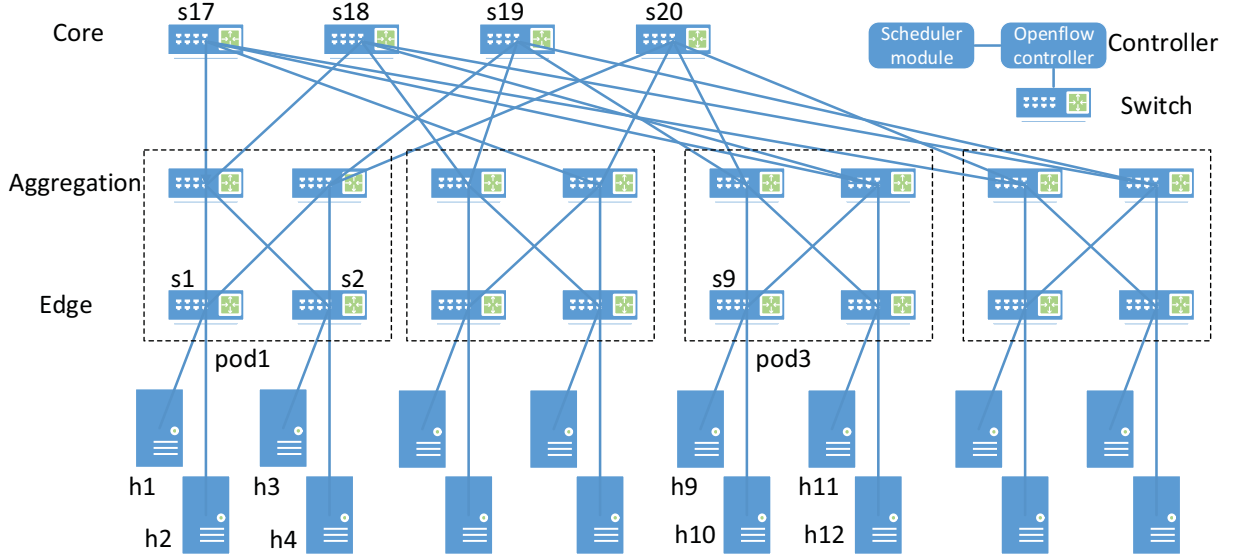 s17 s18 s19 s20
Core
Scheduler module
Openflow controller
Controller
Switch
Aggregation
s1 s2 s9
Edge
pod1 pod3
h1 h3 h9 h11
h2 h4 h10 h12